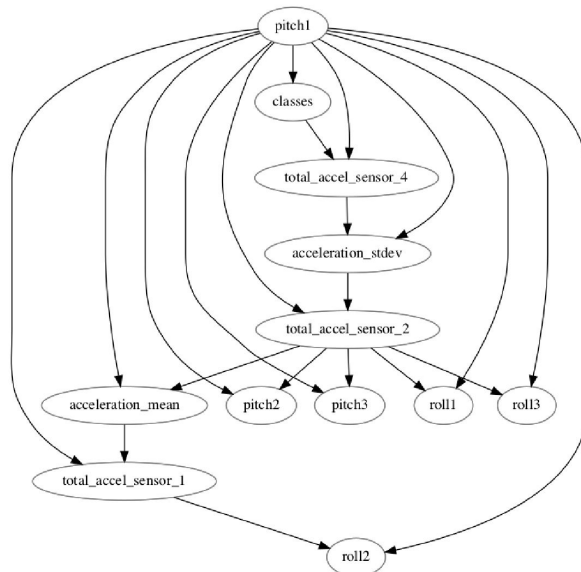 pitch1
classes
total_accel_sensor_4
acceleration_stdev
total_accel_sensor_2
acceleration_mean
pitch2
pitch3
roll1
roll3
total_accel_sensor_1
roll2